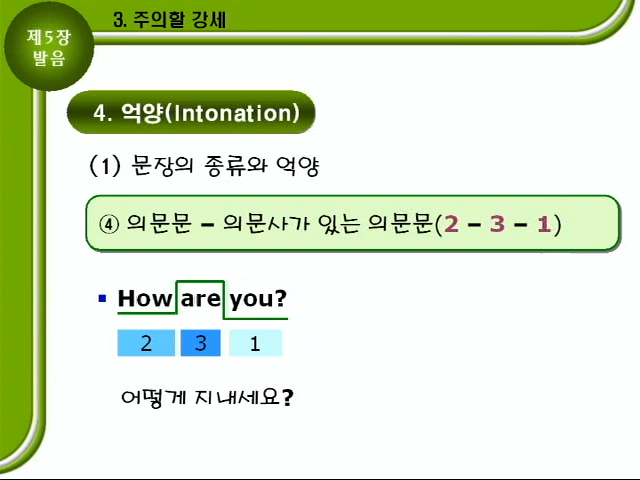 3. 주의할 강세
제5장
발음
4. 억양(Intonation)
(1) 문장의 종류와 억양
④ 의문문 – 의문사가 있는 의문문(2 – 3 – 1)
▪ How are you?
2 3 1
어떻게 지내세요?